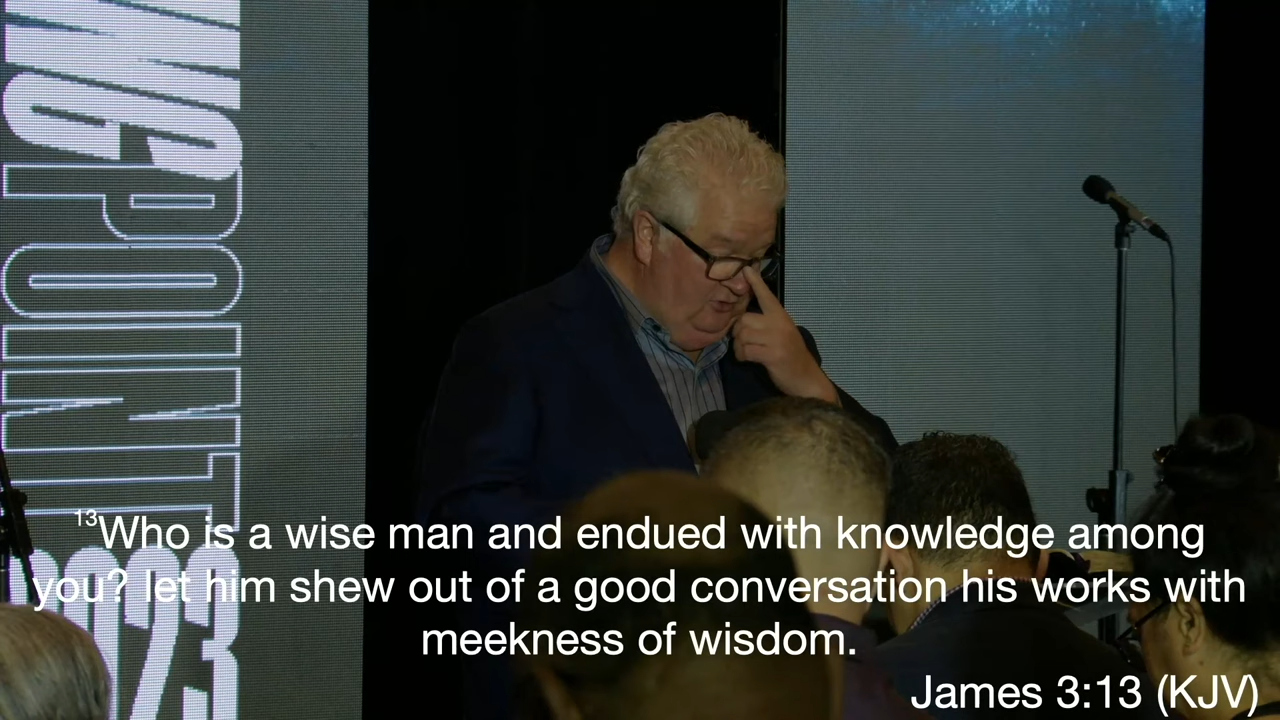 POINT
2023
¹³Who is a wise man and endued with knowledge among
you? let him shew out of a good conversation his works with
meekness of wisdom.
James 3:13 (KJV)